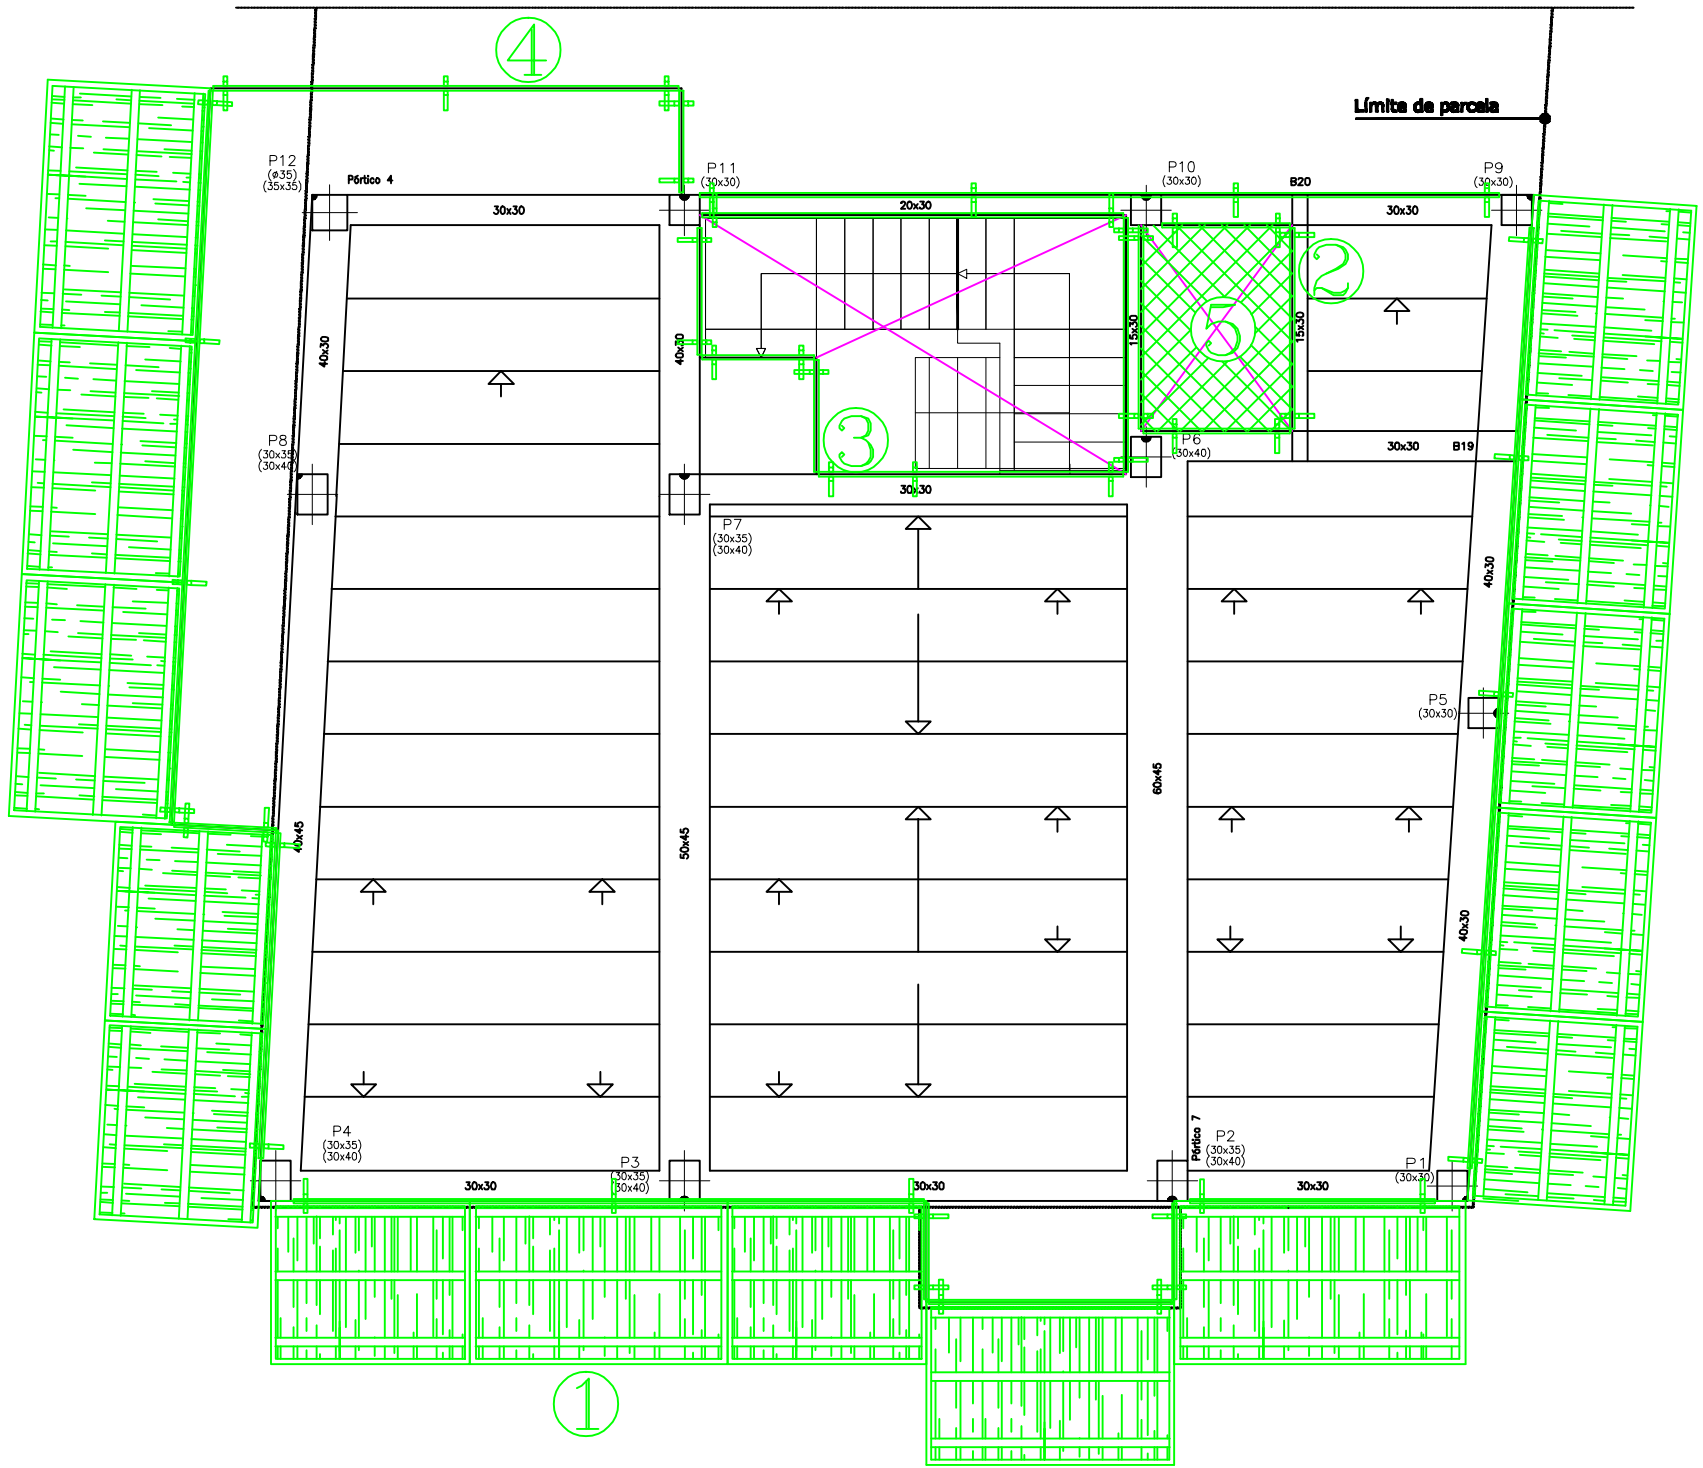 4
Límite de parcela
P12
(ø35)
(35x35)
Pórtico 4
P11
(30x30)
P10
(30x30)
B20
P9
(30x30)
30x30
20x30
30x30
2
5
40x30
40x30
15x30
15x30
3
P8
(30x35)
(30x40)
P6
(30x40)
30x30
B19
30x30
P7
(30x35)
(30x40)
40x30
P5
(30x30)
60x45
40x45
50x45
40x30
Pórtico 7
P4
(30x35)
(30x40)
P3
(30x35)
(30x40)
P2
(30x35)
(30x40)
P1
(30x30)
30x30
30x30
30x30
1